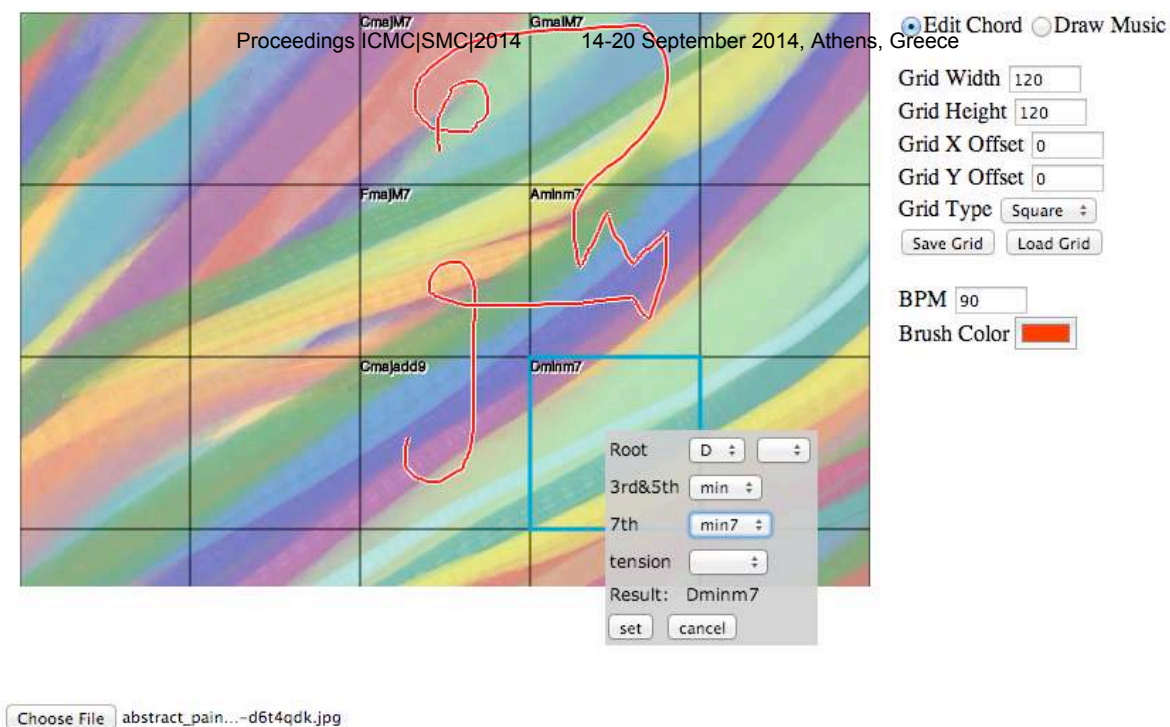 CmajM7 GmajM7
Proceedings ICMC|SMC|2014 14-20 September 2014, Athens, Greece
Edit Chord Draw Music
Grid Width 120
Grid Height 120
Grid X Offset 0
Grid Y Offset 0
Grid Type Square
Save Grid Load Grid
BPM 90
Brush Color
FmajM7 Aminm7
Cmajadd9 Dminm7
Root D
3rd&5th min
7th min7
tension
Result: Dminm7
set cancel
Choose File abstract_pain...-d6t4qdk.jpg